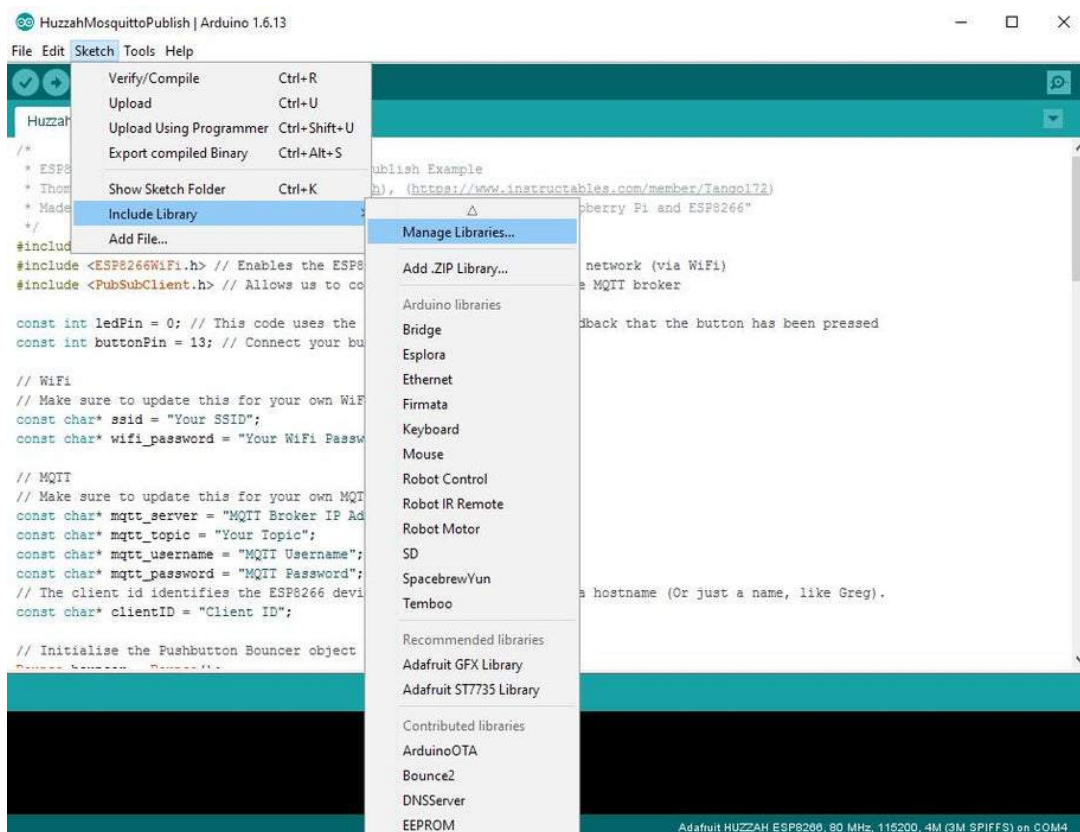 HuzzahMosquittoPublish | Arduino 1.6.13
File Edit Sketch Tools Help
Verify/Compile Ctrl+R
Upload Ctrl+U
Upload Using Programmer Ctrl+Shift+U
Export compiled Binary Ctrl+Alt+S
Show Sketch Folder Ctrl+K
Include Library
Add File...
Manage Libraries...
Add .ZIP Library...
Arduino libraries
Bridge
Esplora
Ethernet
Firmata
Keyboard
Mouse
Robot Control
Robot IR Remote
Robot Motor
SD
SpacebrewYun
Temboo
Recommended libraries
Adafruit GFX Library
Adafruit ST7735 Library
Contributed libraries
ArduinoOTA
Bounce2
DNSServer
EEPROM
Huzzah
/*
* ESP8 ublish Example
* Thom h), (https://www.instructables.com/member/Tango172)
* Made pberry Pi and ESP8266"
*/
#includ
#include <ESP8266WiFi.h> // Enables the ESP8 network (via WiFi)
#include <PubSubClient.h> // Allows us to co e MQTT broker
const int ledPin = 0; // This code uses the dback that the button has been pressed
const int buttonPin = 13; // Connect your bu
// WiFi
// Make sure to update this for your own WiF
const char* ssid = "Your SSID";
const char* wifi_password = "Your WiFi Passw
// MQTT
// Make sure to update this for your own MQT
const char* mqtt_server = "MQTT Broker IP Ad
const char* mqtt_topic = "Your Topic";
const char* mqtt_username = "MQTT Username";
const char* mqtt_password = "MQTT Password";
// The client id identifies the ESP8266 devi a hostname (Or just a name, like Greg).
const char* clientID = "Client ID";
// Initialise the Pushbutton Bouncer object
Adafruit HUZZAH ESP8266, 80 MHz, 115200, 4M (3M SPIFFS) on COM4